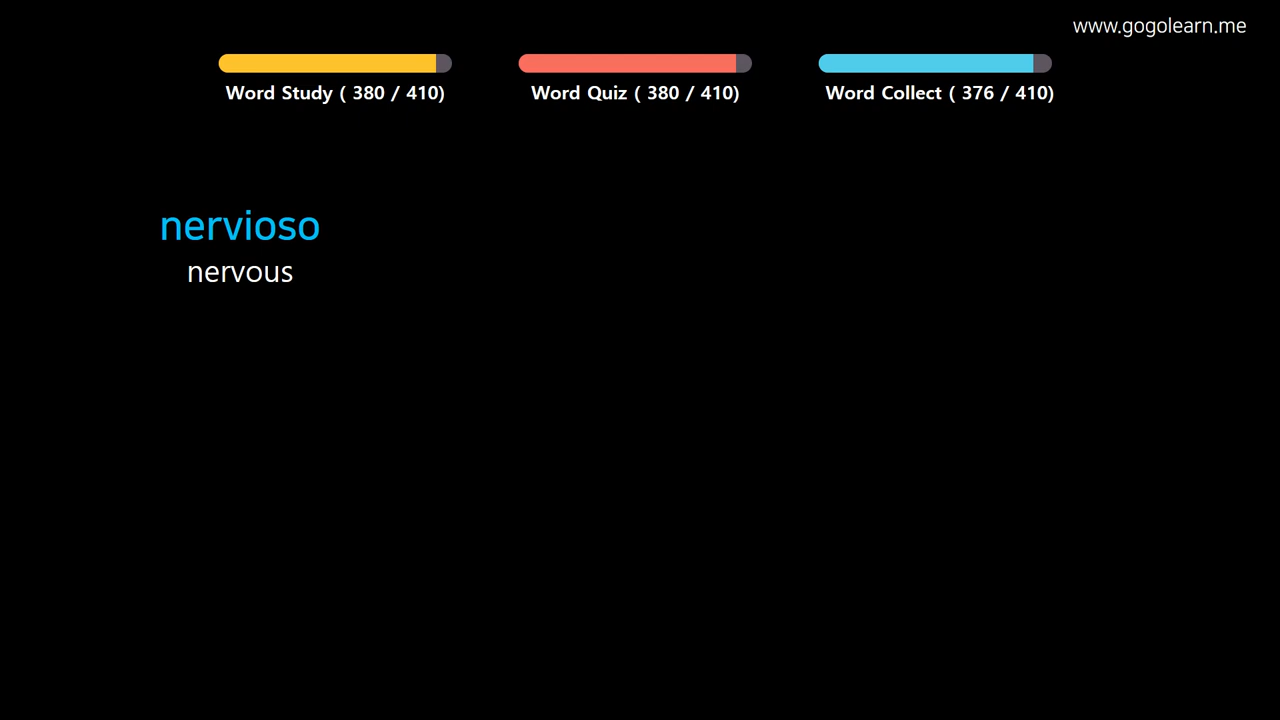 www.gogolearn.me
Word Study ( 380 / 410)
Word Quiz ( 380 / 410)
Word Collect ( 376 / 410)
nervioso
nervous